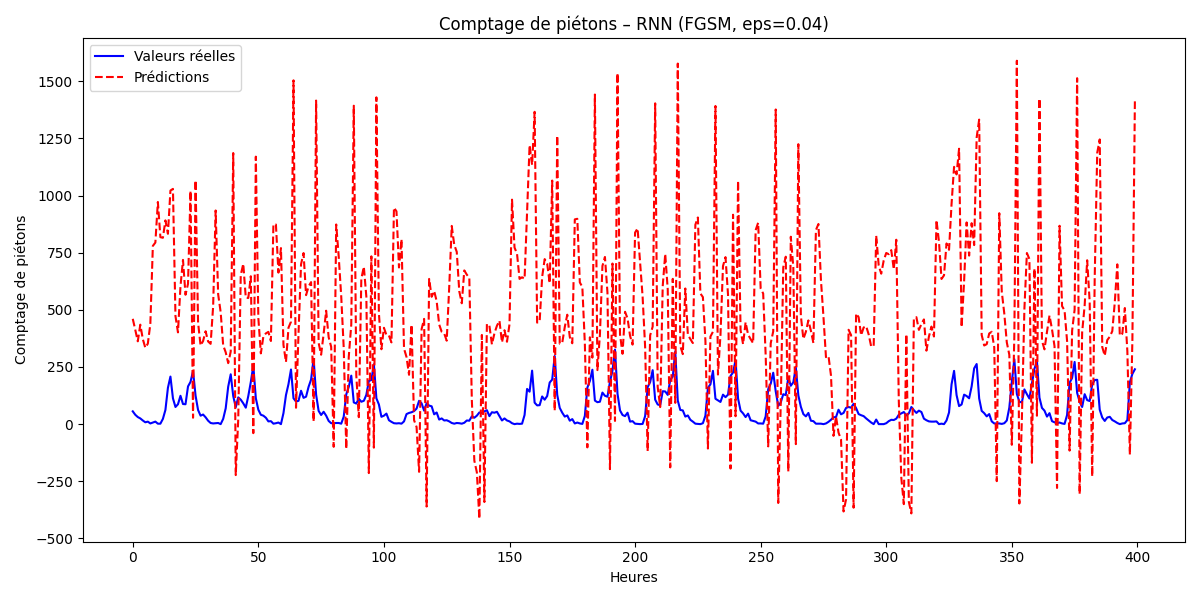 Comptage de piétons – RNN (FGSM, eps=0.04)
Valeurs réelles
Prédictions
Comptage de piétons
1500
1250
1000
750
500
250
0
−250
−500
0 50 100 150 200 250 300 350 400
Heures